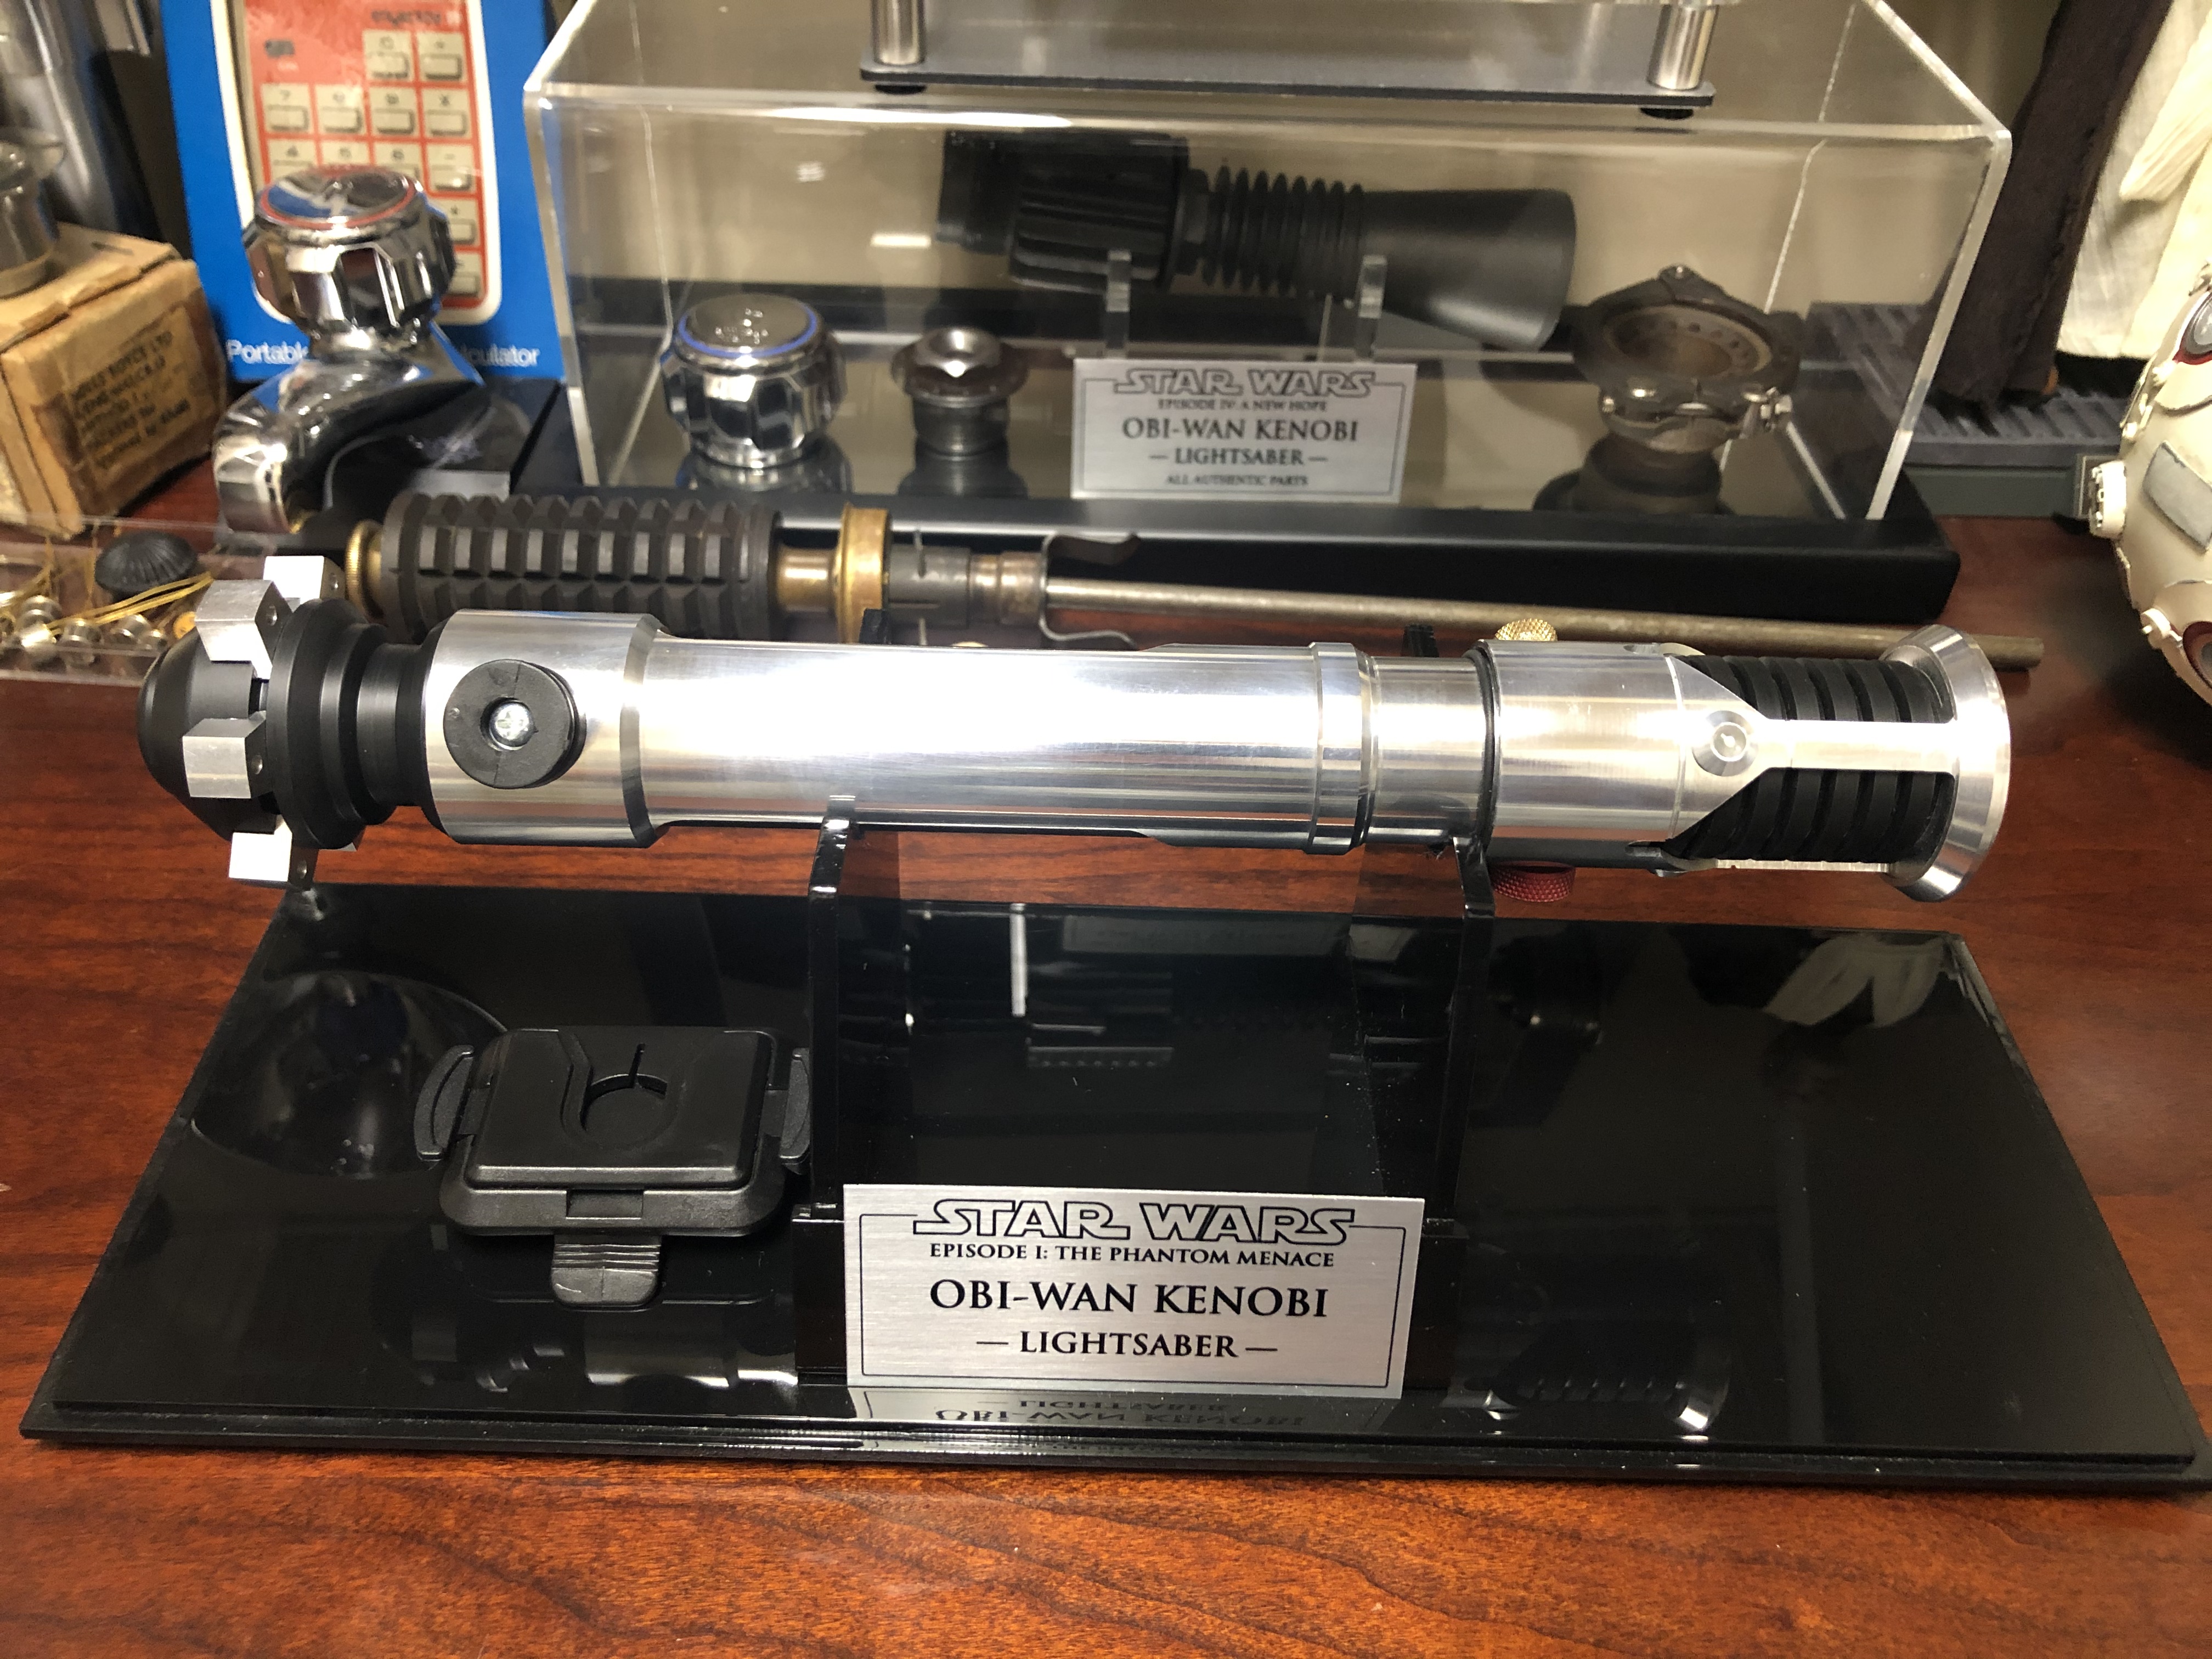 Portable
STAR WARS
EPISODE IV: A NEW HOPE
OBI-WAN KENOBI
— LIGHTSABER —
ALL AUTHENTIC PARTS
STAR WARS
EPISODE I: THE PHANTOM MENACE
OBI-WAN KENOBI
— LIGHTSABER —